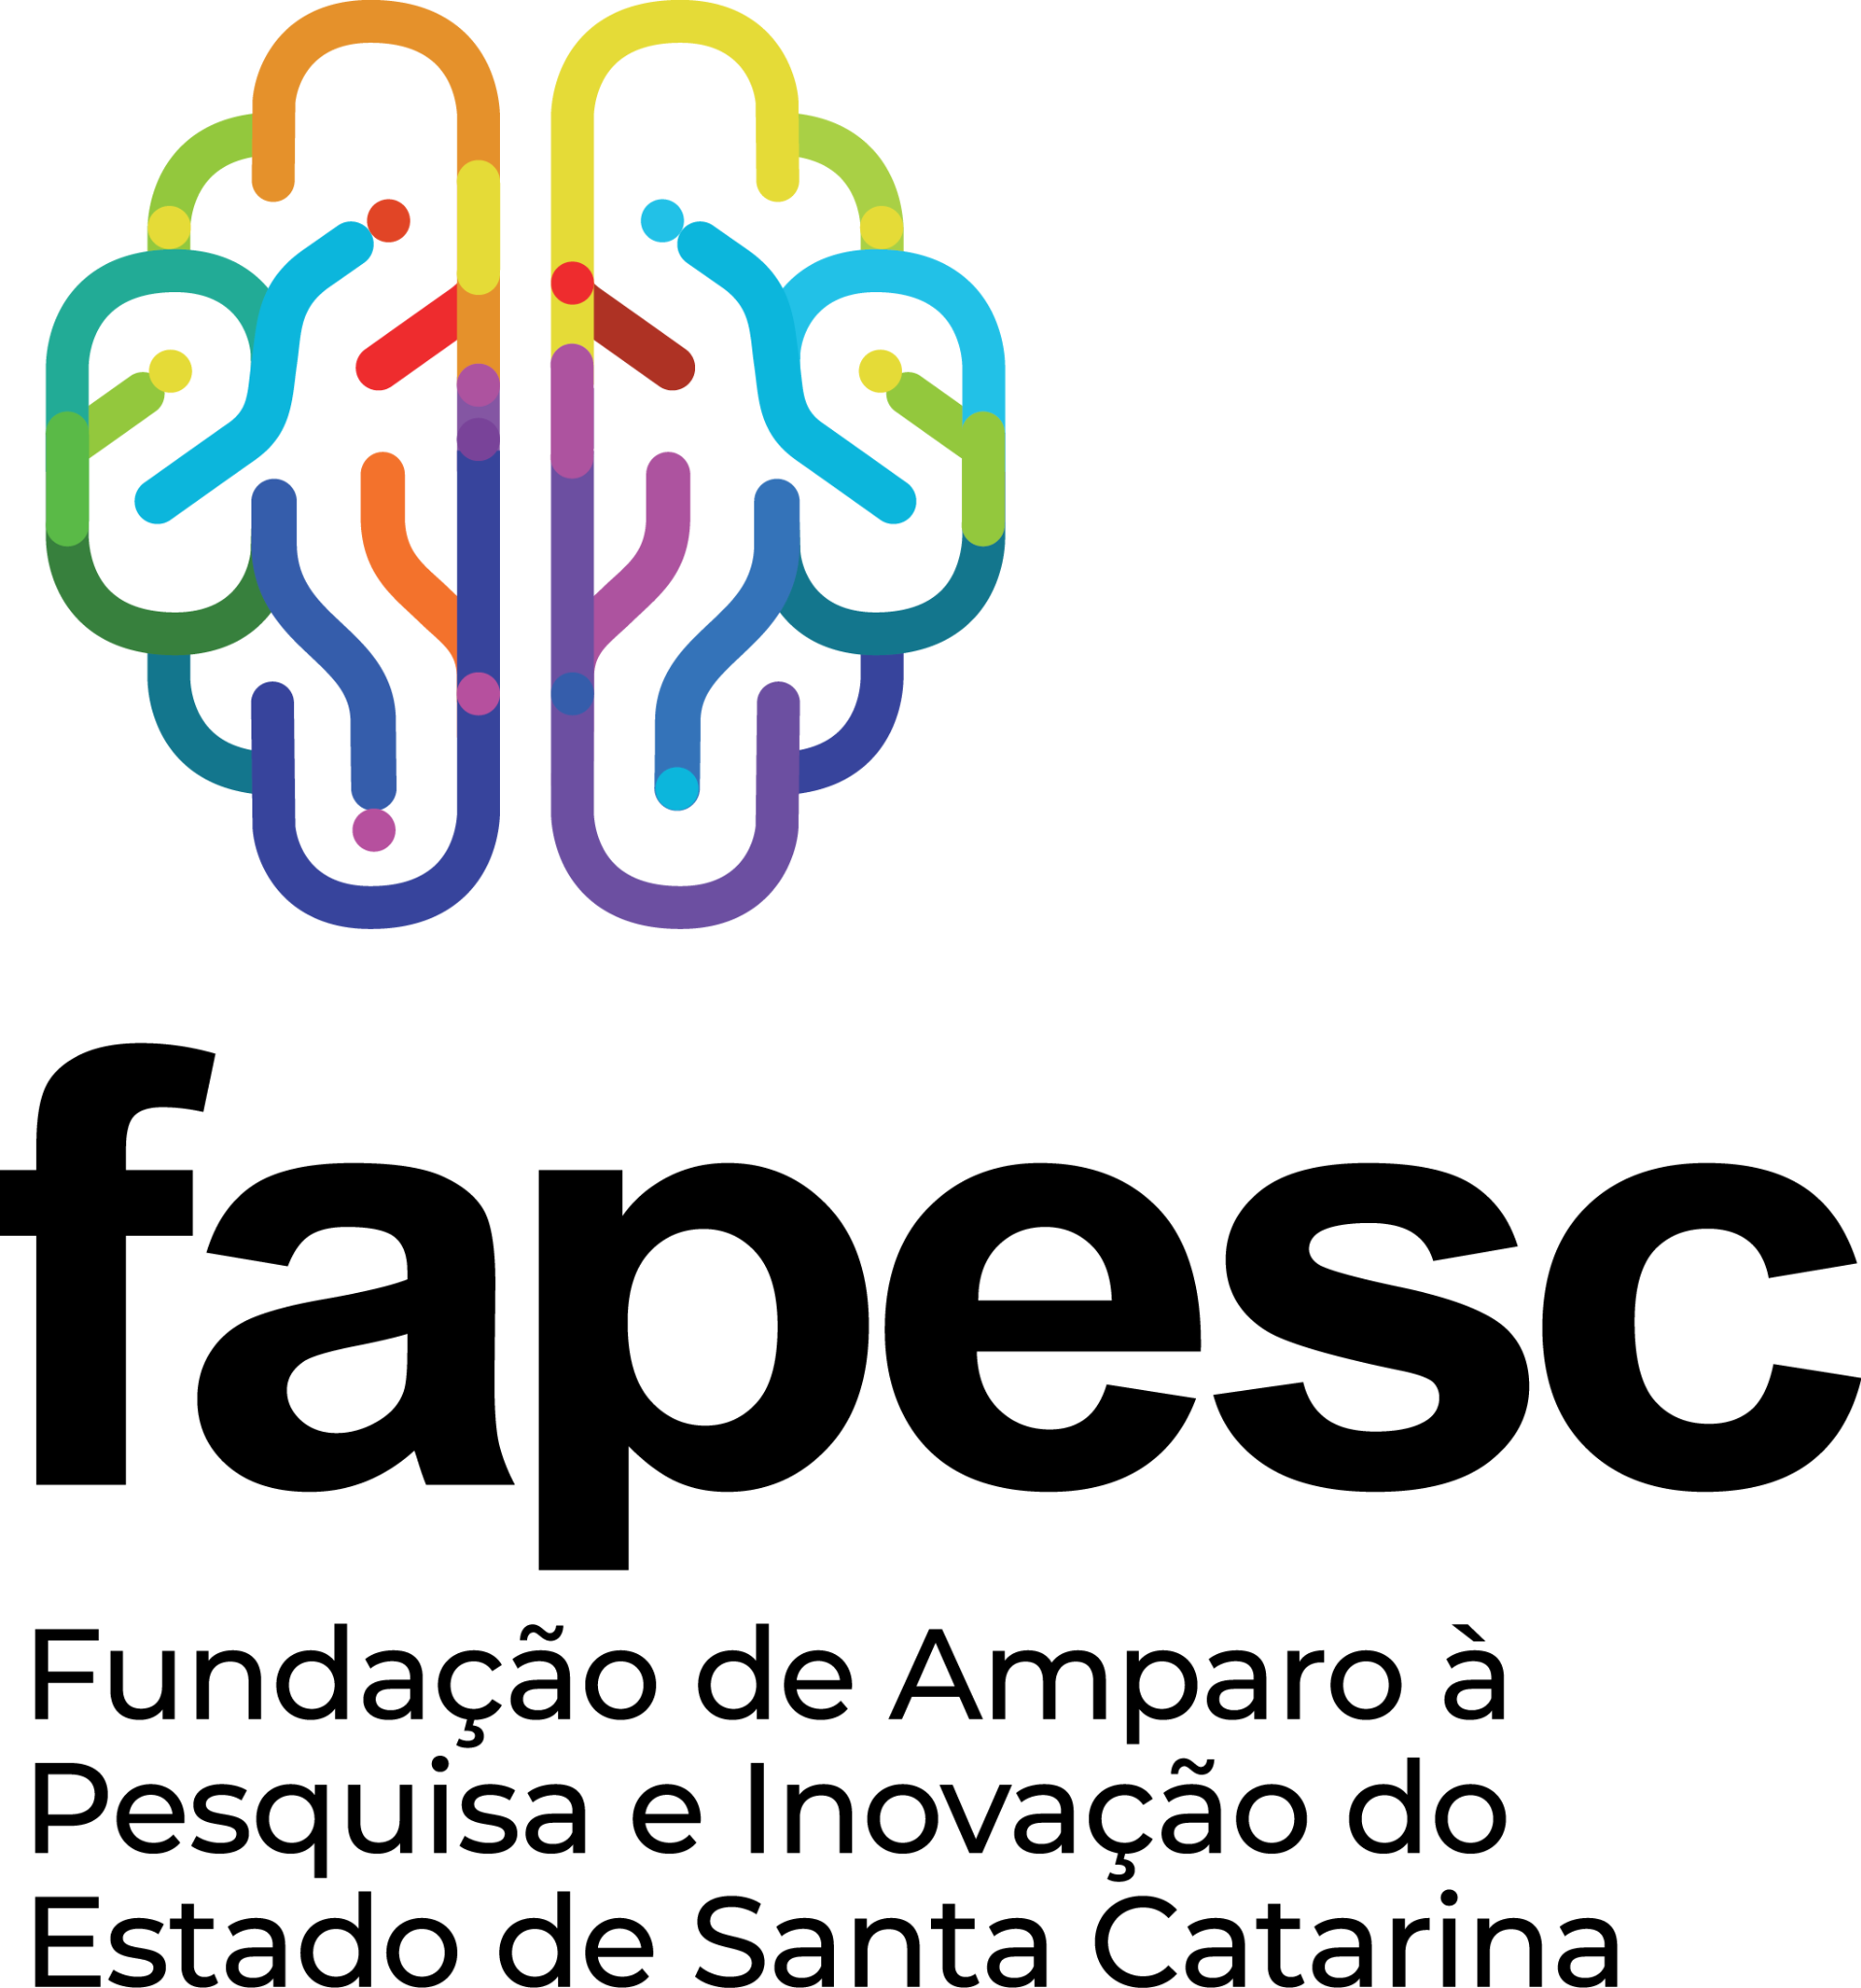 fapesc
Fundação de Amparo à
Pesquisa e Inovação do
Estado de Santa Catarina